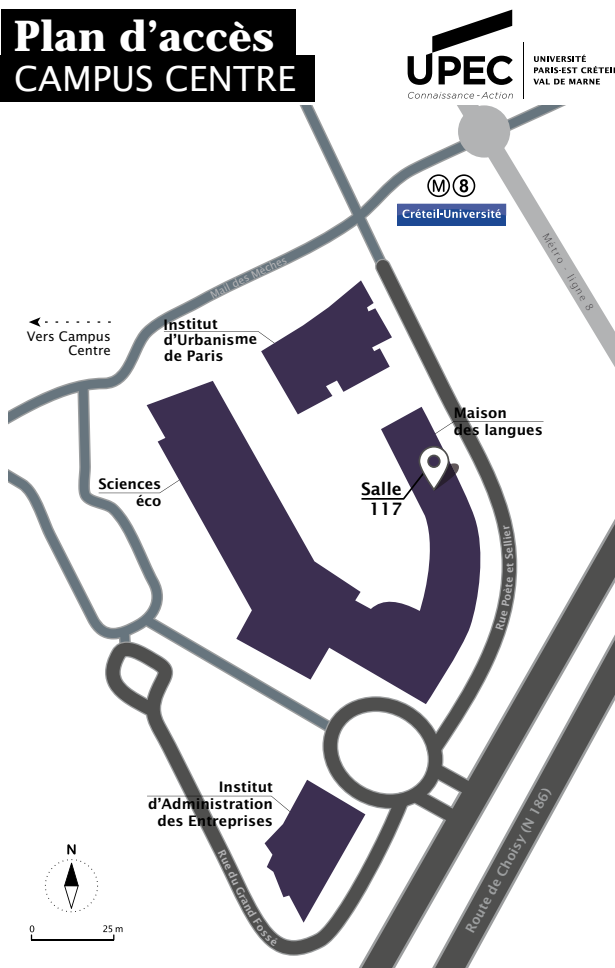 Plan d’accès
CAMPUS CENTRE
UPEC
Connaissance - Action
UNIVERSITÉ
PARIS-EST CRÉTEIL
VAL DE MARNE
M 8
Créteil-Université
Métro - ligne 8
Mail des Mèches
Vers Campus
Centre
Institut
d’Urbanisme
de Paris
Maison
des langues
Sciences
éco
Salle
117
Rue Poète et Sellier
Institut
d’Administration
des Entreprises
Rue du Grand Fossé
Route de Choisy (N 186)
N
0 25 m